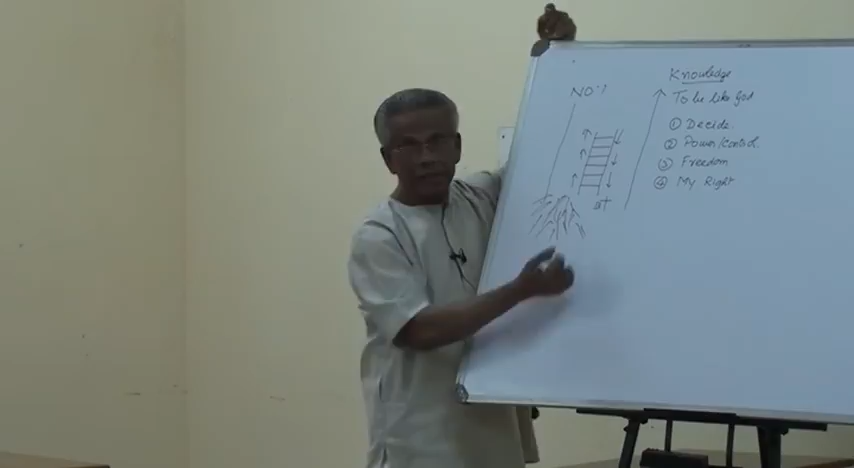 NO:1
Knowledge
To be like God
① Decide.
② Power/control.
③ Freedom
④ My Right